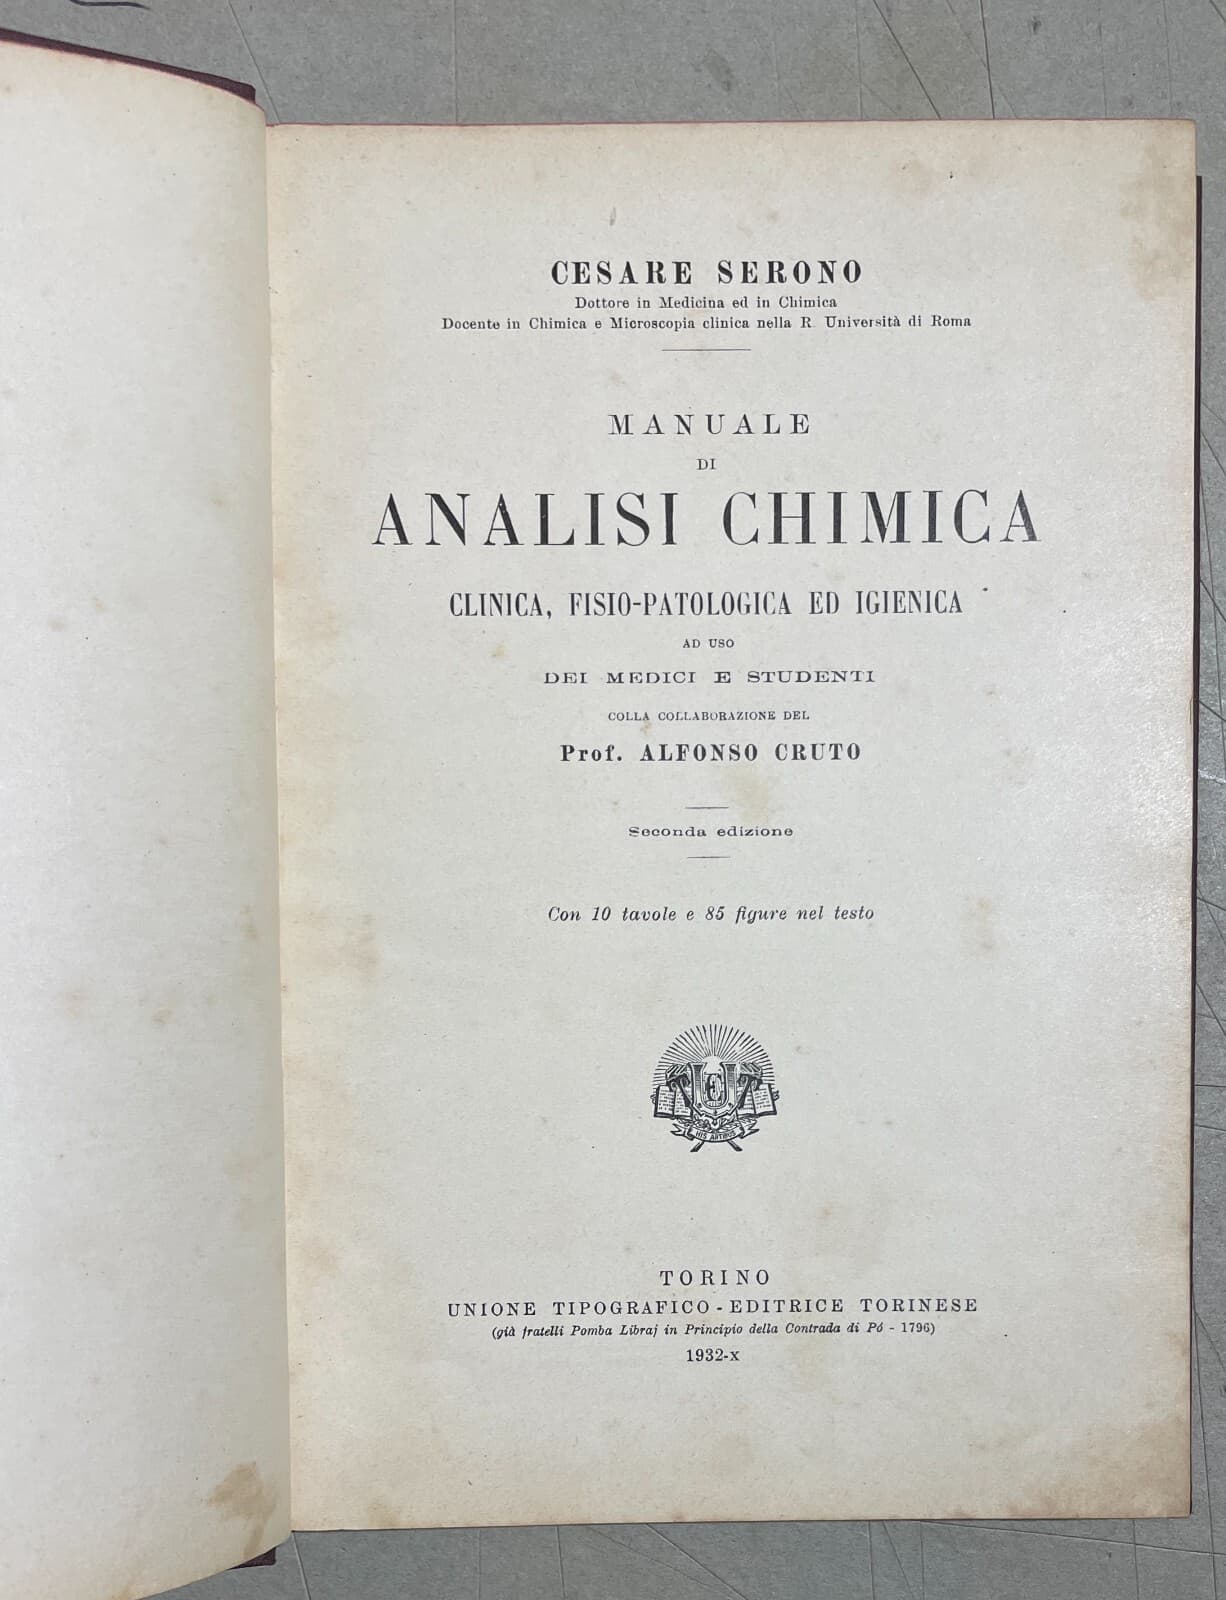 CESARE SERONO
Dottore in Medicina ed in Chimica
Docente in Chimica e Microscopia clinica nella R. Università di Roma
MANUALE
DI
ANALISI CHIMICA
CLINICA, FISIO-PATOLOGICA ED IGIENICA
AD USO
DEI MEDICI E STUDENTI
COLLA COLLABORAZIONE DEL
Prof. ALFONSO CRUTO
Seconda edizione
Con 10 tavole e 85 figure nel testo
HIS ARTIBUS
TORINO
UNIONE TIPOGRAFICO-EDITRICE TORINESE
(già fratelli Pomba Libraj in Principio della Contrada di Pó - 1796)
1932-X